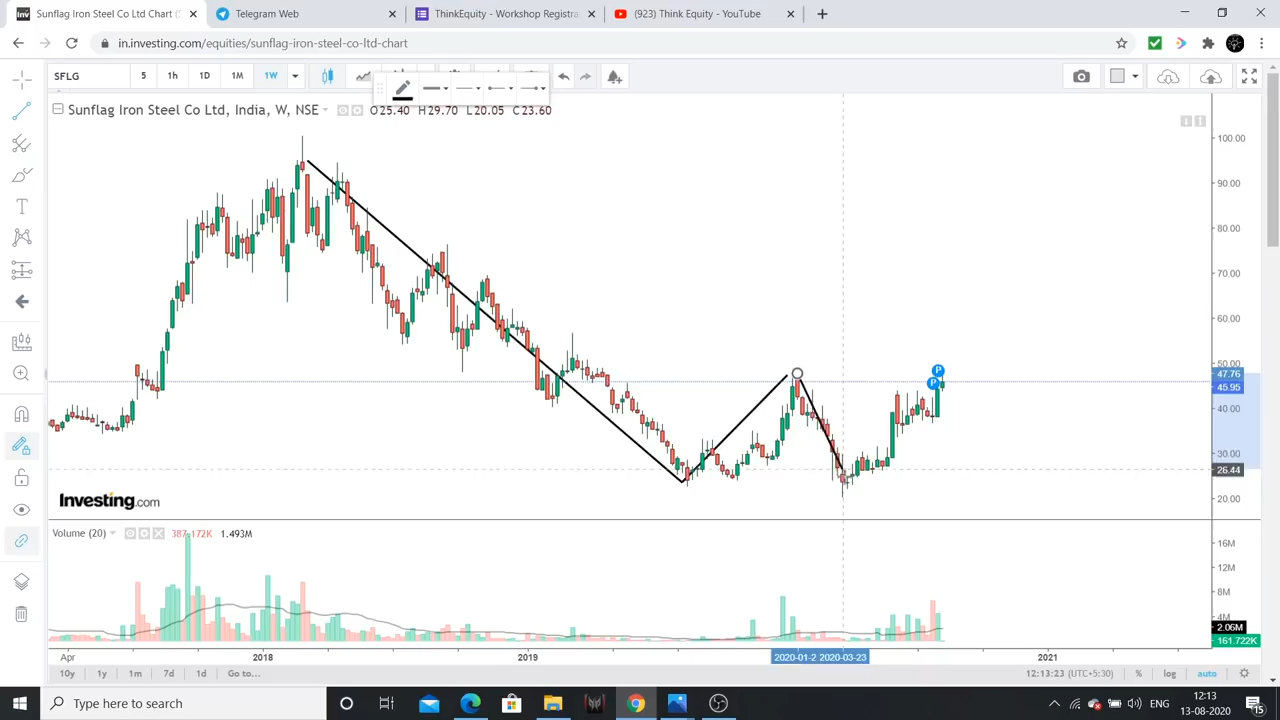 Sunflag Iron Steel Co Ltd Chart (S
Telegram Web
ThinkEquity - Workshop Registra
(923) Think Equity - YouTube
in.investing.com/equities/sunflag-iron-steel-co-ltd-chart
SFLG
5
1h
1D
1M
1W
Sunflag Iron Steel Co Ltd, India, W, NSE
O25.40 H29.70 L20.05 C23.60
100.00
90.00
80.00
70.00
60.00
50.00
47.76
45.95
40.00
30.00
26.44
20.00
P
P
Investing.com
Volume (20)
387.172K
1.493M
16M
12M
8M
4M
2.06M
161.722K
Apr
2018
2019
2020-01-2
2020-03-23
2021
10y
1y
1m
7d
1d
Go to...
12:13:23 (UTC+5:30)
%
log
auto
Type here to search
ENG
12:13
13-08-2020
15